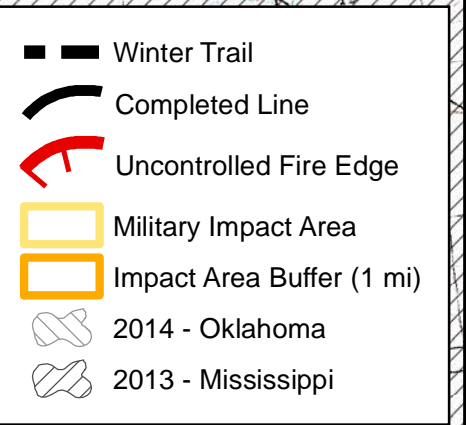 Winter Trail
Completed Line
Uncontrolled Fire Edge
Military Impact Area
Impact Area Buffer (1 mi)
2014 - Oklahoma
2013 - Mississippi